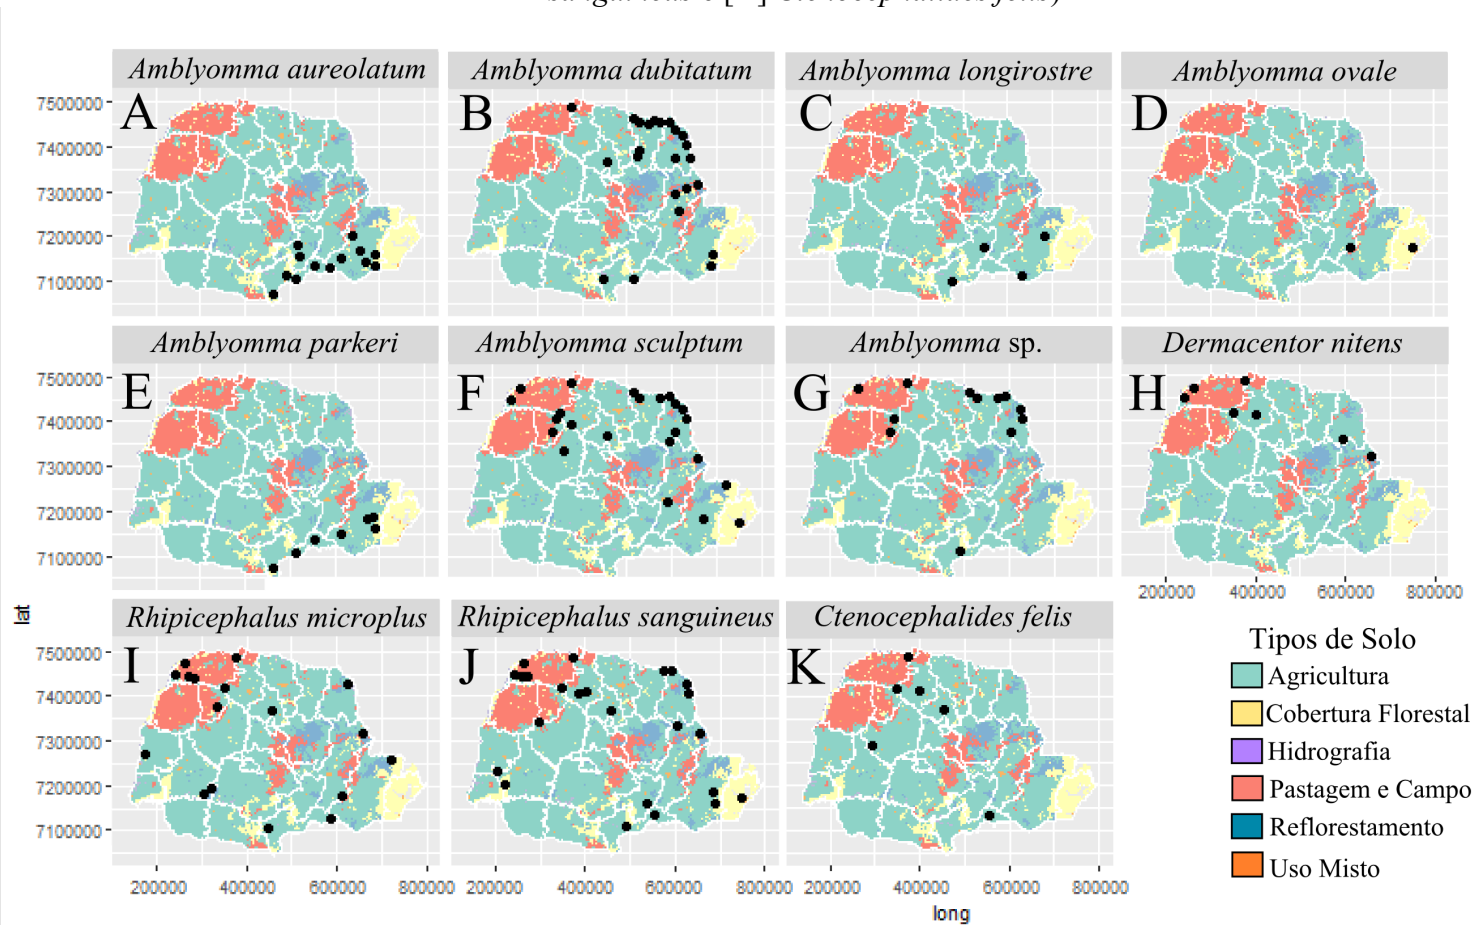 Amblyomma aureolatum
Amblyomma dubitatum
Amblyomma longirostre
Amblyomma ovale
A
B
C
D
7500000
7400000
7300000
7200000
7100000
Amblyomma parkeri
Amblyomma sculptum
Amblyomma sp.
Dermacentor nitens
E
F
G
H
7500000
7400000
7300000
7200000
7100000
200000 400000 600000 800000
lat
Rhipicephalus microplus
Rhipicephalus sanguineus
Ctenocephalides felis
I
J
K
7500000
7400000
7300000
7200000
7100000
200000 400000 600000 800000
200000 400000 600000 800000
200000 400000 600000 800000
long
Tipos de Solo
Agricultura
Cobertura Florestal
Hidrografia
Pastagem e Campo
Reflorestamento
Uso Misto